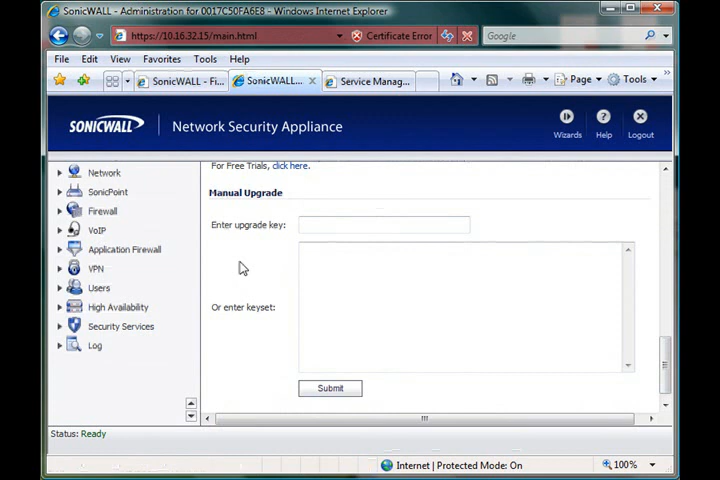 SonicWALL - Administration for 0017C50FA6E8 - Windows Internet Explorer
https://10.16.32.15/main.html
Certificate Error
Google
File Edit View Favorites Tools Help
SonicWALL - Fi...
SonicWALL...
Service Manag...
Page
Tools
SONICWALL
Network Security Appliance
Wizards
Help
Logout
Network
SonicPoint
Firewall
VoIP
Application Firewall
VPN
Users
High Availability
Security Services
Log
For Free Trials, click here.
Manual Upgrade
Enter upgrade key:
Or enter keyset:
Submit
Status: Ready
Internet | Protected Mode: On
100%